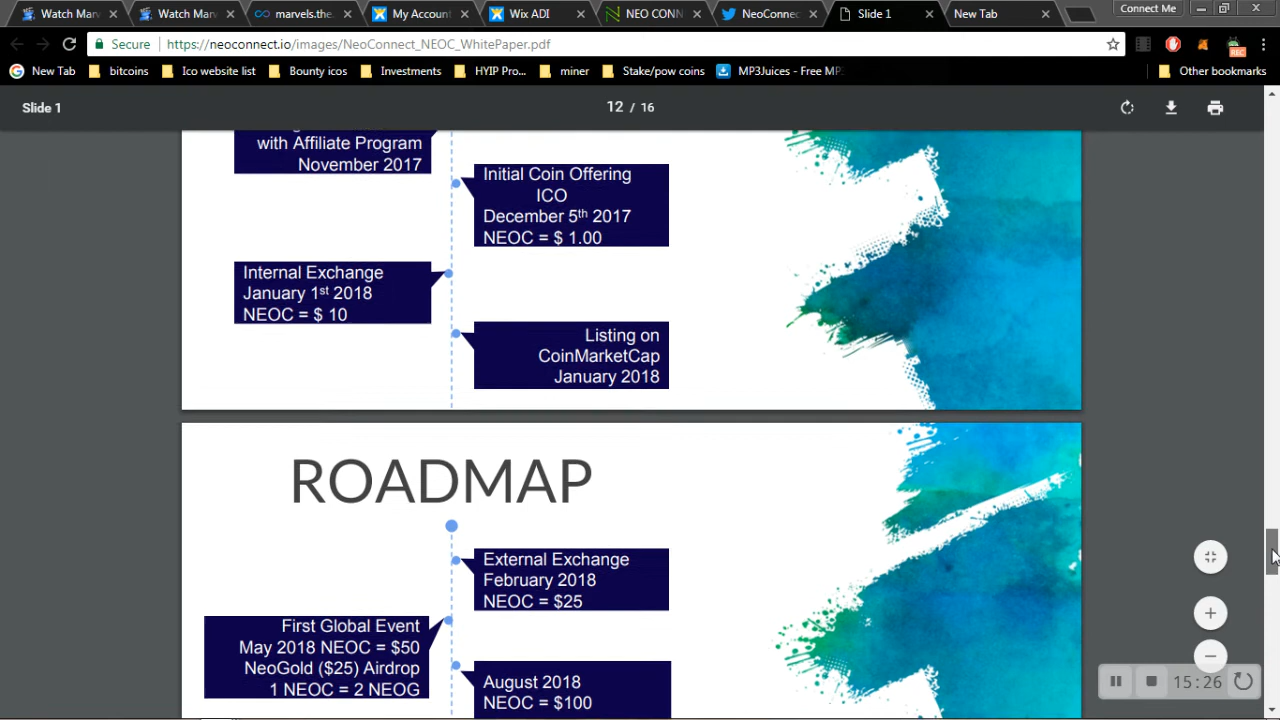 Watch Marv
Watch Marv
marvels.the.
My Account
Wix ADI
NEO CONN
NeoConnec
Slide 1
New Tab
Connect Me
Secure
https://neoconnect.io/images/NeoConnect_NEOC_WhitePaper.pdf
REC
New Tab
bitcoins
Ico website list
Bounty icos
Investments
HYIP Pro...
miner
Stake/pow coins
MP3Juices - Free MP
Other bookmarks
Slide 1
12 / 16
with Affiliate Program
November 2017
Initial Coin Offering
ICO
December 5th 2017
NEOC = $ 1.00
Internal Exchange
January 1st 2018
NEOC = $ 10
Listing on
CoinMarketCap
January 2018
ROADMAP
External Exchange
February 2018
NEOC = $25
First Global Event
May 2018 NEOC = $50
NeoGold ($25) Airdrop
1 NEOC = 2 NEOG
August 2018
NEOC = $100
15:26